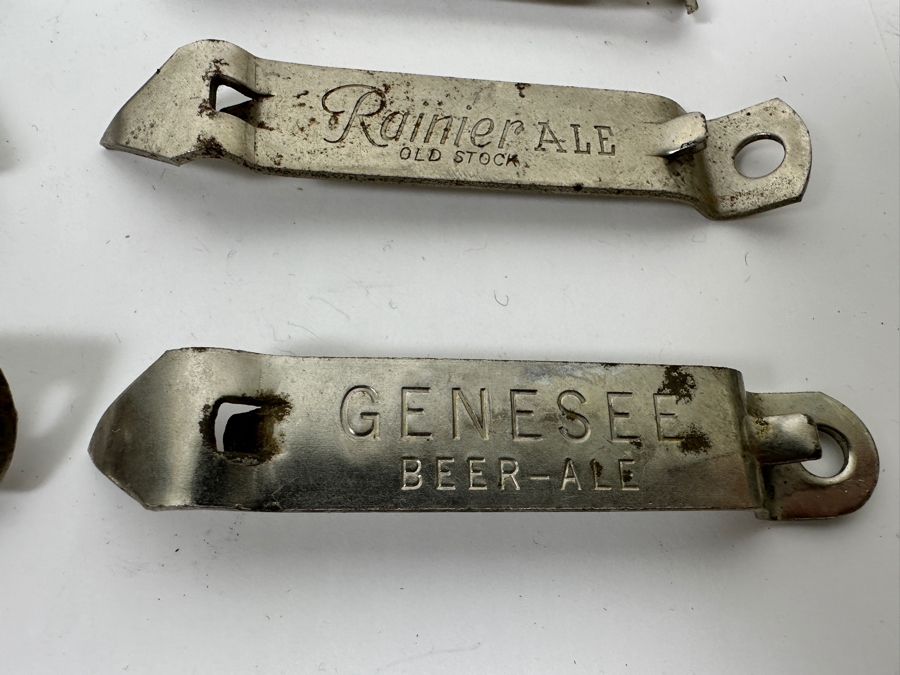 Rainier ALE
OLD STOCK
GENESEE
BEER-ALE